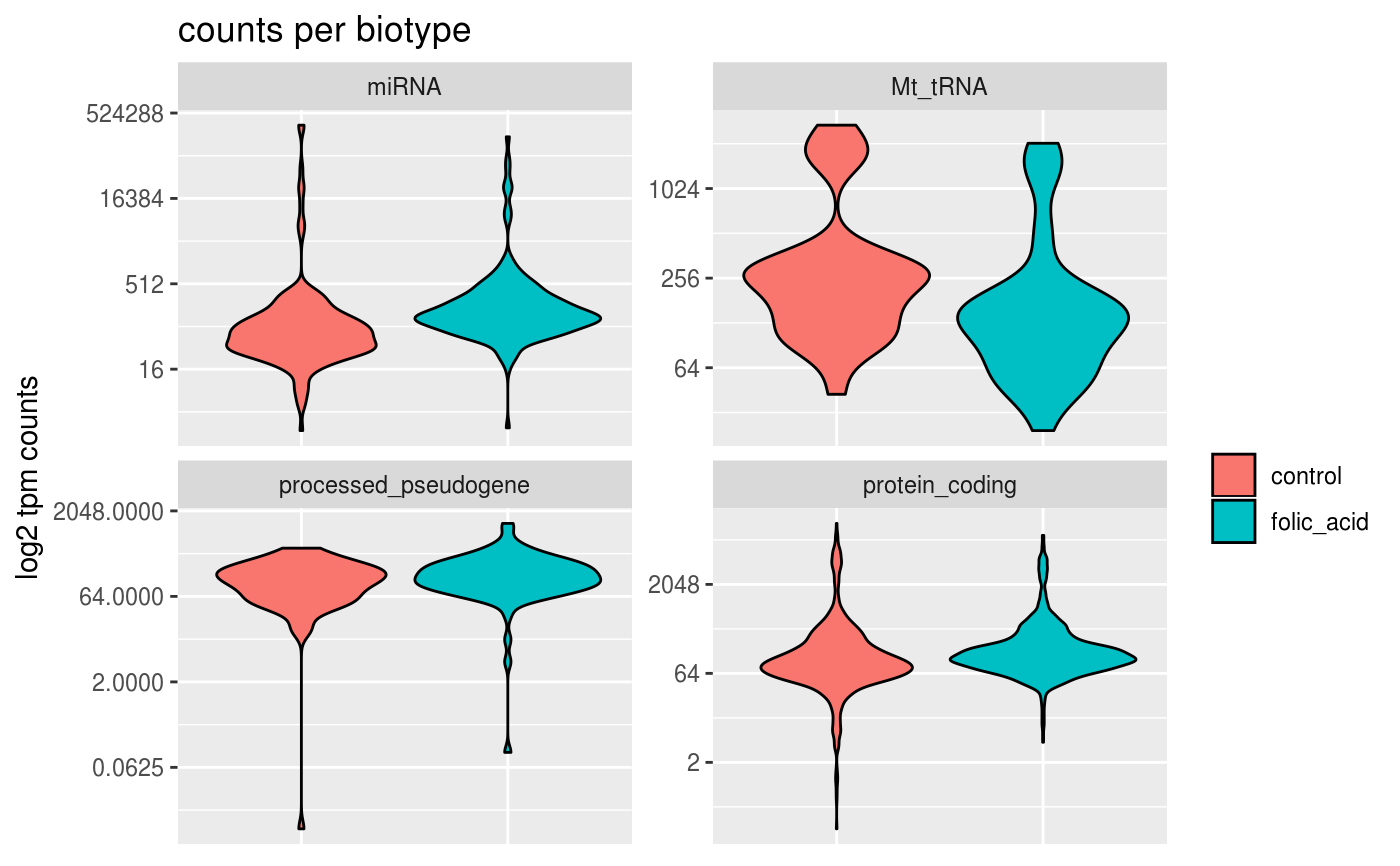 counts per biotype
miRNA
Mt_tRNA
524288
16384
512
16
1024
256
64
log2 tpm counts
processed_pseudogene
protein_coding
2048.0000
64.0000
2.0000
0.0625
2048
64
2
control
folic_acid